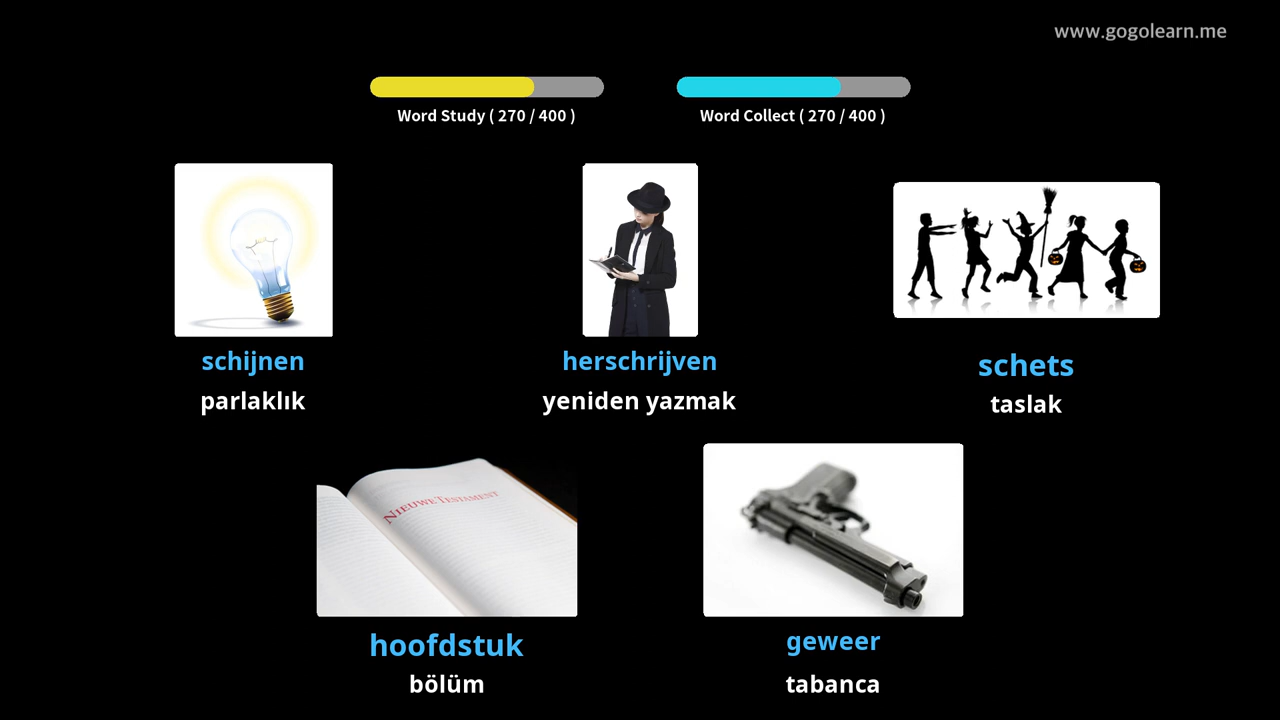 www.gogolearn.me
Word Study ( 270 / 400 )
Word Collect ( 270 / 400 )
schijnen
parlaklık
herschrijven
yeniden yazmak
schets
taslak
NIEUWE TESTAMENT
hoofdstuk
bölüm
geweer
tabanca